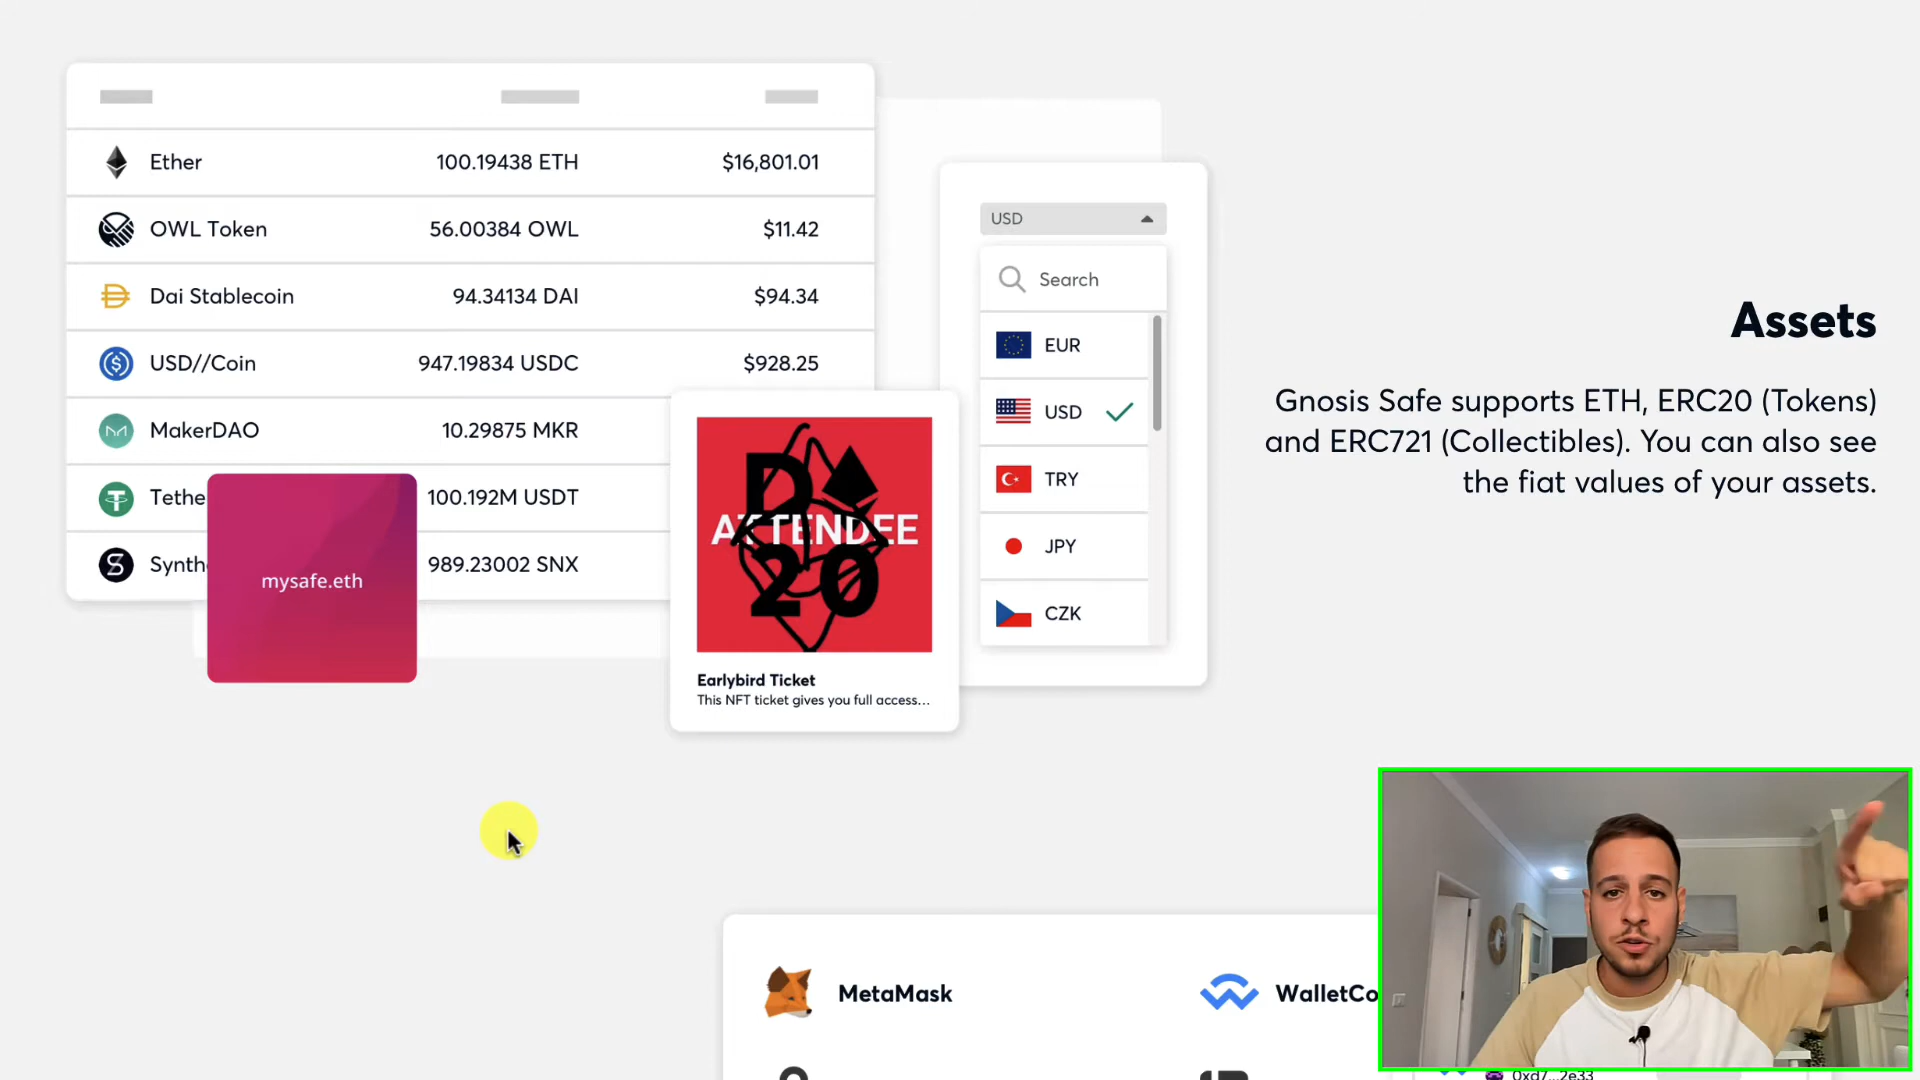 Ether 100.19438 ETH $16,801.01
OWL Token 56.00384 OWL $11.42
Dai Stablecoin 94.34134 DAI $94.34
USD//Coin 947.19834 USDC $928.25
MakerDAO 10.29875 MKR
Tethe 100.192M USDT
Synth 989.23002 SNX
mysafe.eth
D
ATTENDEE
20
Earlybird Ticket
This NFT ticket gives you full access...
USD
Search
EUR
USD
TRY
JPY
CZK
Assets
Gnosis Safe supports ETH, ERC20 (Tokens)
and ERC721 (Collectibles). You can also see
the fiat values of your assets.
MetaMask
WalletCo
0xd7...2e33